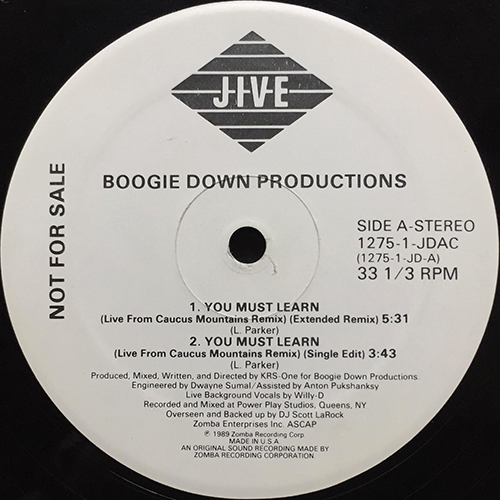 JIVE
BOOGIE DOWN PRODUCTIONS
NOT FOR SALE
SIDE A-STEREO
1275-1-JDAC
(1275-1-JD-A)
33 1/3 RPM
1. YOU MUST LEARN
(Live From Caucus Mountains Remix) (Extended Remix) 5:31
(L. Parker)
2. YOU MUST LEARN
(Live From Caucus Mountains Remix) (Single Edit) 3:43
(L. Parker)
Produced, Mixed, Written, and Directed by KRS-One for Boogie Down Productions
Engineered by Dwayne Sumal/Assisted by Anton Pukshansky
Live Background Vocals by Willy-D
Recorded and Mixed at Power Play Studios, Queens, NY
Overseen and Backed up by DJ Scott LaRock
Zomba Enterprises Inc. ASCAP
℗ 1989 Zomba Recording Corp.
MADE IN U.S.A.
AN ORIGINAL SOUND RECORDING MADE BY
ZOMBA RECORDING CORPORATION.